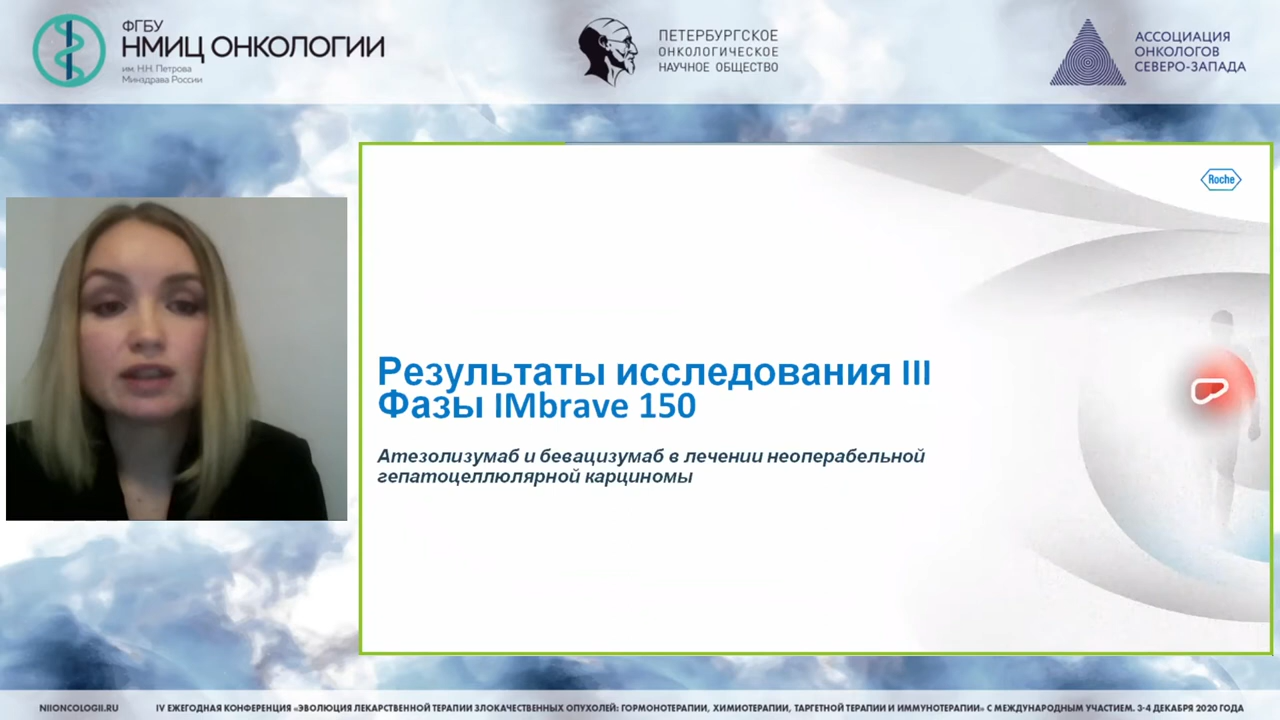 ФГБУ
НМИЦ ОНКОЛОГИИ
им. Н.Н. Петрова
Минздрава России
ПЕТЕРБУРГСКОЕ
ОНКОЛОГИЧЕСКОЕ
НАУЧНОЕ ОБЩЕСТВО
АССОЦИАЦИЯ
ОНКОЛОГОВ
СЕВЕРО-ЗАПАДА
Roche
Результаты исследования III
Фазы IMbrave 150
Атезолизумаб и бевацизумаб в лечении неоперабельной
гепатоцеллюлярной карциномы
NIIONCOLOGII.RU
IV ЕЖЕГОДНАЯ КОНФЕРЕНЦИЯ «ЭВОЛЮЦИЯ ЛЕКАРСТВЕННОЙ ТЕРАПИИ ЗЛОКАЧЕСТВЕННЫХ ОПУХОЛЕЙ: ГОРМОНОТЕРАПИИ, ХИМИОТЕРАПИИ, ТАРГЕТНОЙ ТЕРАПИИ И ИММУНОТЕРАПИИ» С МЕЖДУНАРОДНЫМ УЧАСТИЕМ. 3-4 ДЕКАБРЯ 2020 ГОДА